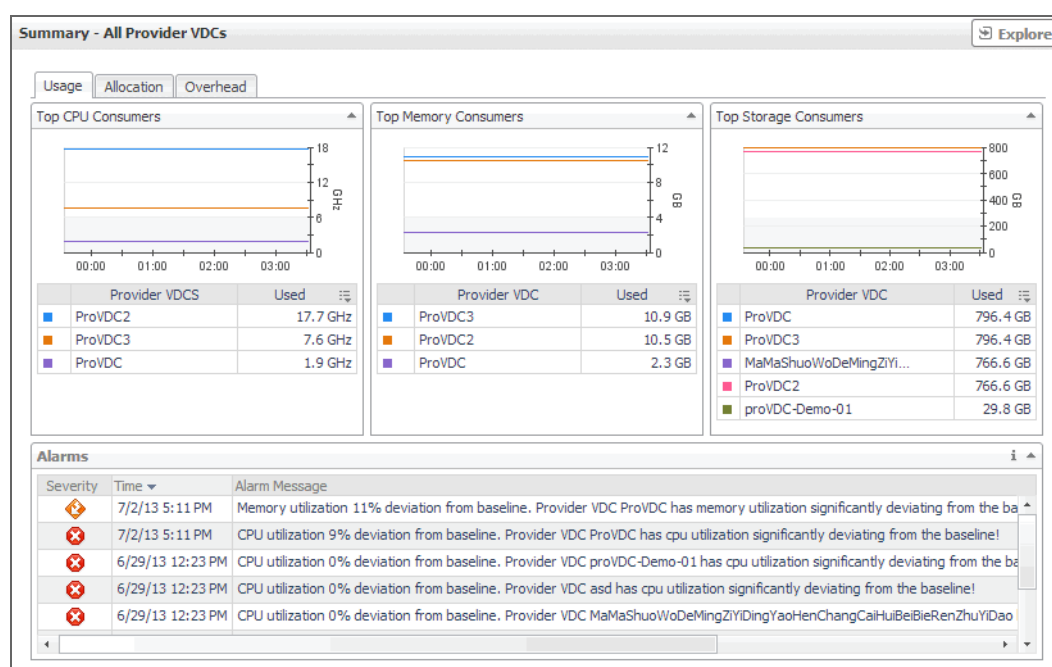 Summary - All Provider VDCs
Explore
Usage Allocation Overhead
Top CPU Consumers
18
12
6
0
GHz
00:00 01:00 02:00 03:00
Provider VDCS Used
ProVDC2 17.7 GHz
ProVDC3 7.6 GHz
ProVDC 1.9 GHz
Top Memory Consumers
12
8
4
0
GB
00:00 01:00 02:00 03:00
Provider VDC Used
ProVDC3 10.9 GB
ProVDC2 10.5 GB
ProVDC 2.3 GB
Top Storage Consumers
800
600
400
200
0
GB
00:00 01:00 02:00 03:00
Provider VDC Used
ProVDC 796.4 GB
ProVDC3 796.4 GB
MaMaShuoWoDeMingZiYi... 766.6 GB
ProVDC2 766.6 GB
proVDC-Demo-01 29.8 GB
Alarms
Severity Time Alarm Message
7/2/13 5:11 PM Memory utilization 11% deviation from baseline. Provider VDC ProVDC has memory utilization significantly deviating from the ba
7/2/13 5:11 PM CPU utilization 9% deviation from baseline. Provider VDC ProVDC has cpu utilization significantly deviating from the baseline!
6/29/13 12:23 PM CPU utilization 0% deviation from baseline. Provider VDC proVDC-Demo-01 has cpu utilization significantly deviating from the ba
6/29/13 12:23 PM CPU utilization 0% deviation from baseline. Provider VDC asd has cpu utilization significantly deviating from the baseline!
6/29/13 12:23 PM CPU utilization 0% deviation from baseline. Provider VDC MaMaShuoWoDeMingZiYiDingYaoHenChangCaiHuiBeiBieRenZhuYiDao